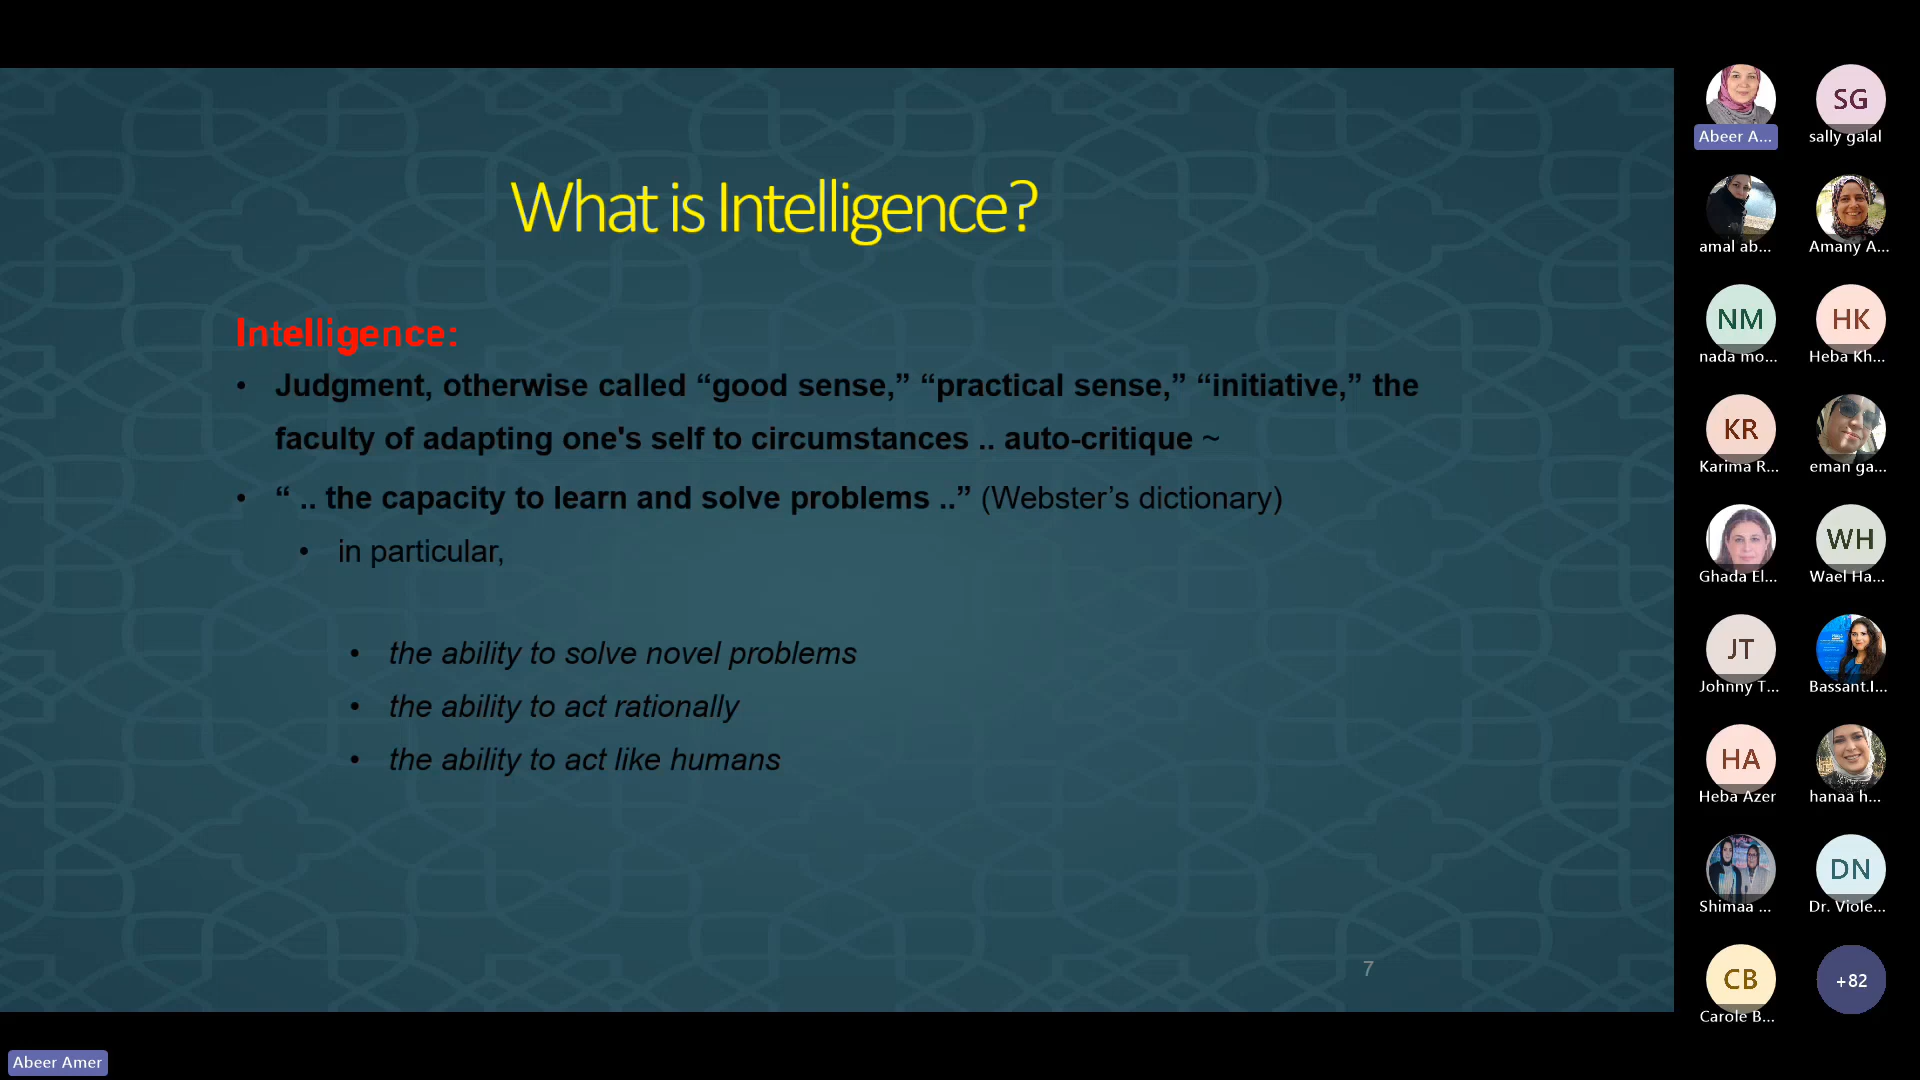 What is Intelligence?
Intelligence:
• Judgment, otherwise called “good sense,” “practical sense,” “initiative,” the
faculty of adapting one's self to circumstances .. auto-critique ~
• “ .. the capacity to learn and solve problems ..” (Webster’s dictionary)
• in particular,
• the ability to solve novel problems
• the ability to act rationally
• the ability to act like humans
7
Abeer A...
SG
sally galal
amal ab...
Amany A...
NM
nada mo...
HK
Heba Kh...
KR
Karima R...
eman ga...
Ghada El...
WH
Wael Ha...
JT
Johnny T...
Bassant.I...
HA
Heba Azer
hanaa h...
Shimaa ...
DN
Dr. Viole...
CB
Carole B...
+82
Abeer Amer